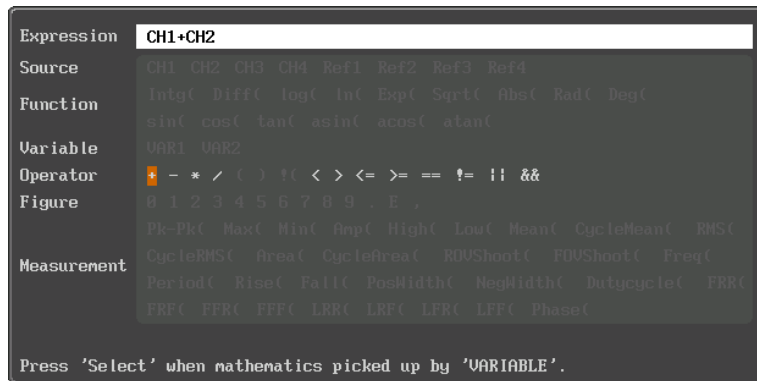 Expression CH1+CH2
Source CH1 CH2 CH3 CH4 Ref1 Ref2 Ref3 Ref4
Function
Intg( Diff( log( ln( Exp( Sqrt( Abs( Rad( Deg(
sin( cos( tan( asin( acos( atan(
Variable VAR1 VAR2
Operator + - * / ( ) !( < > <= >= == != || &&
Figure 0 1 2 3 4 5 6 7 8 9 . E ,
Measurement
Pk-Pk( Max( Min( Amp( High( Low( Mean( CycleMean( RMS(
CycleRMS( Area( CycleArea( ROVShoot( FOVShoot( Freq(
Period( Rise( Fall( PosWidth( NegWidth( Dutycycle( FRR(
FRF( FFR( FFF( LRR( LRF( LFR( LFF( Phase(
Press 'Select' when mathematics picked up by 'VARIABLE'.